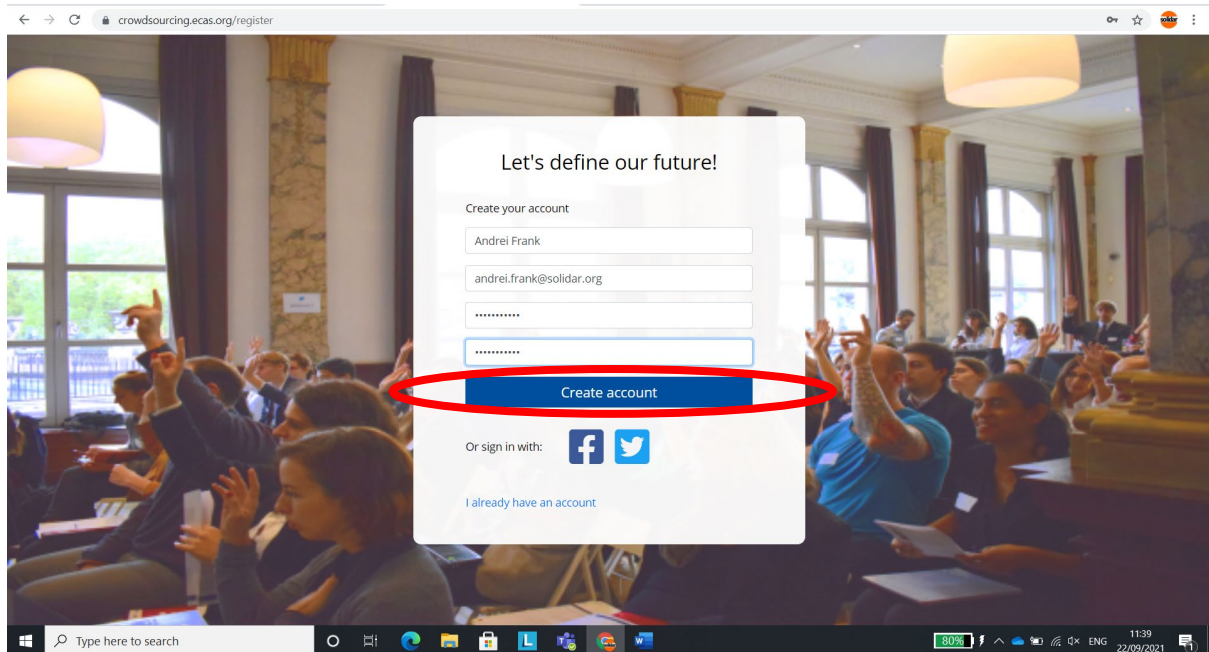 crowdsourcing.ecas.org/register
solidar
Let's define our future!
Create your account
Andrei Frank
andrei.frank@solidar.org
•••••••••••
•••••••••••
Create account
Or sign in with:
I already have an account
Type here to search
80%
ENG
11:39
22/09/2021
1